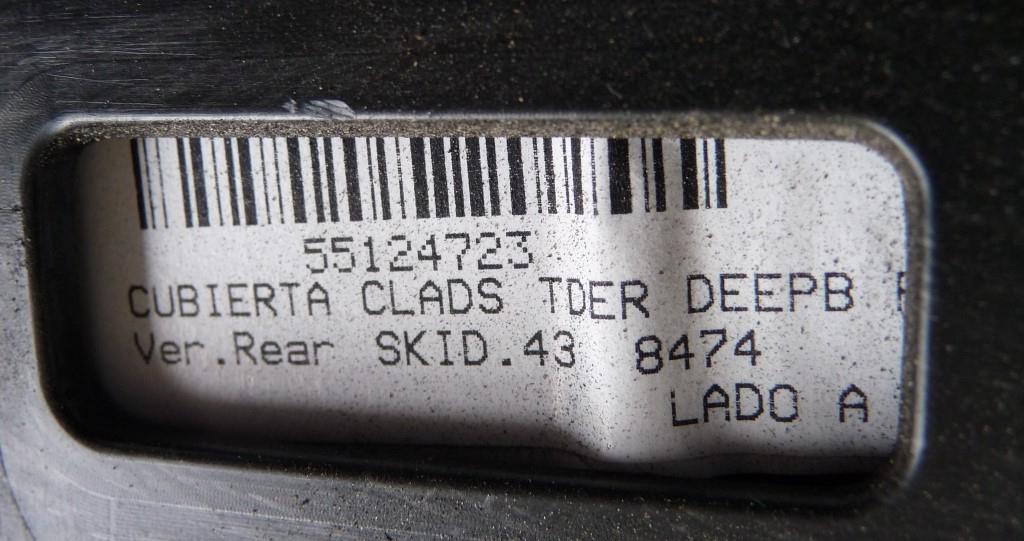 55124723
CUBIERTA CLADS TDER DEEPB
Ver.Rear SKID.43 8474
LADO A